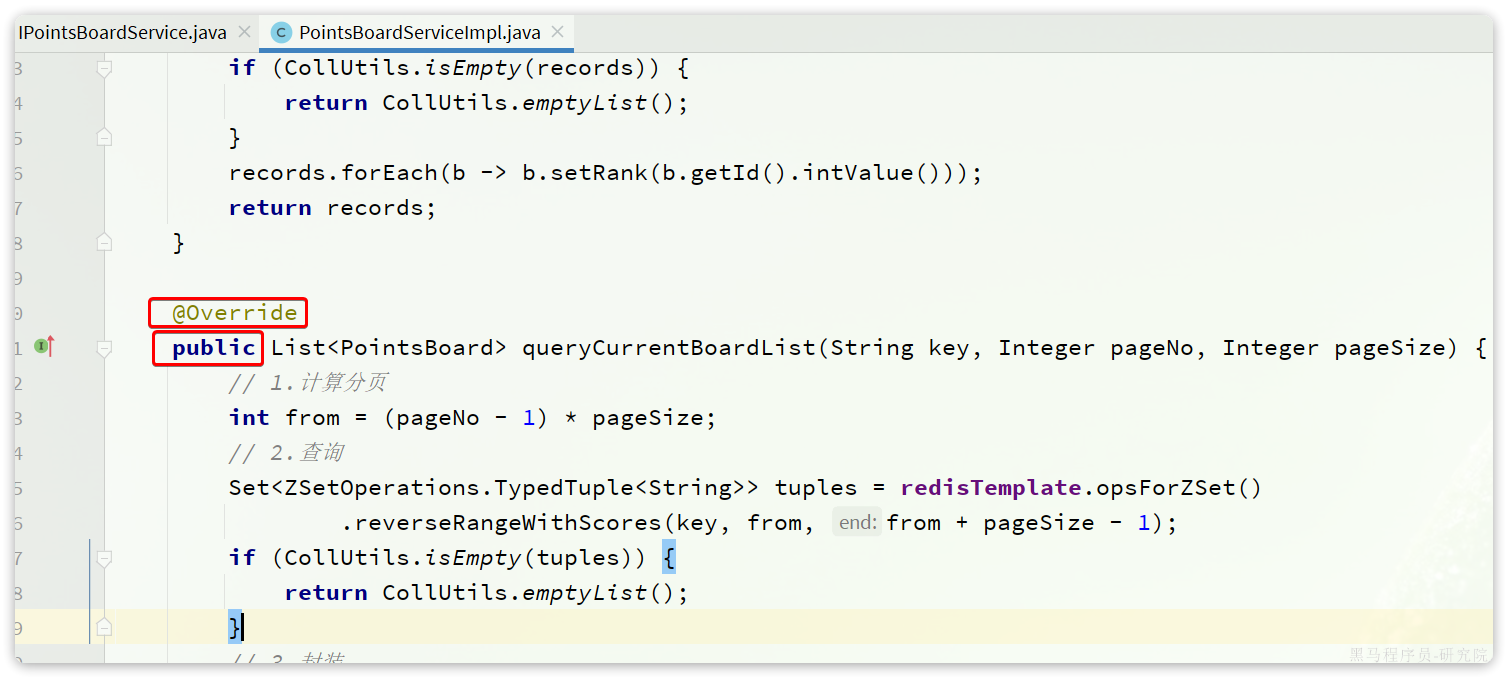 IPointsBoardService.java PointsBoardServiceImpl.java
3 if (CollUtils.isEmpty(records)) {
4 return CollUtils.emptyList();
5 }
6 records.forEach(b -> b.setRank(b.getId().intValue()));
7 return records;
8 }
9
0 @Override
1 public List<PointsBoard> queryCurrentBoardList(String key, Integer pageNo, Integer pageSize) {
2 // 1.计算分页
3 int from = (pageNo - 1) * pageSize;
4 // 2.查询
5 Set<ZSetOperations.TypedTuple<String>> tuples = redisTemplate.opsForZSet()
6 .reverseRangeWithScores(key, from, end: from + pageSize - 1);
7 if (CollUtils.isEmpty(tuples)) {
8 return CollUtils.emptyList();
9 }
// 3.封装
黑马程序员-研究院